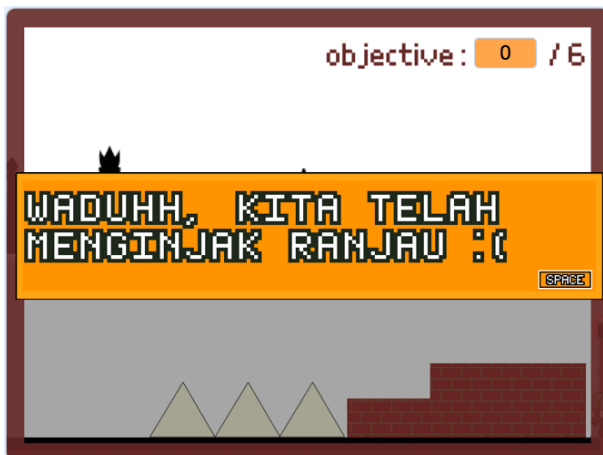 objective: 0 / 6
WADUHH, KITA TELAH
MENGINJAK RANJAU :(
SPACE